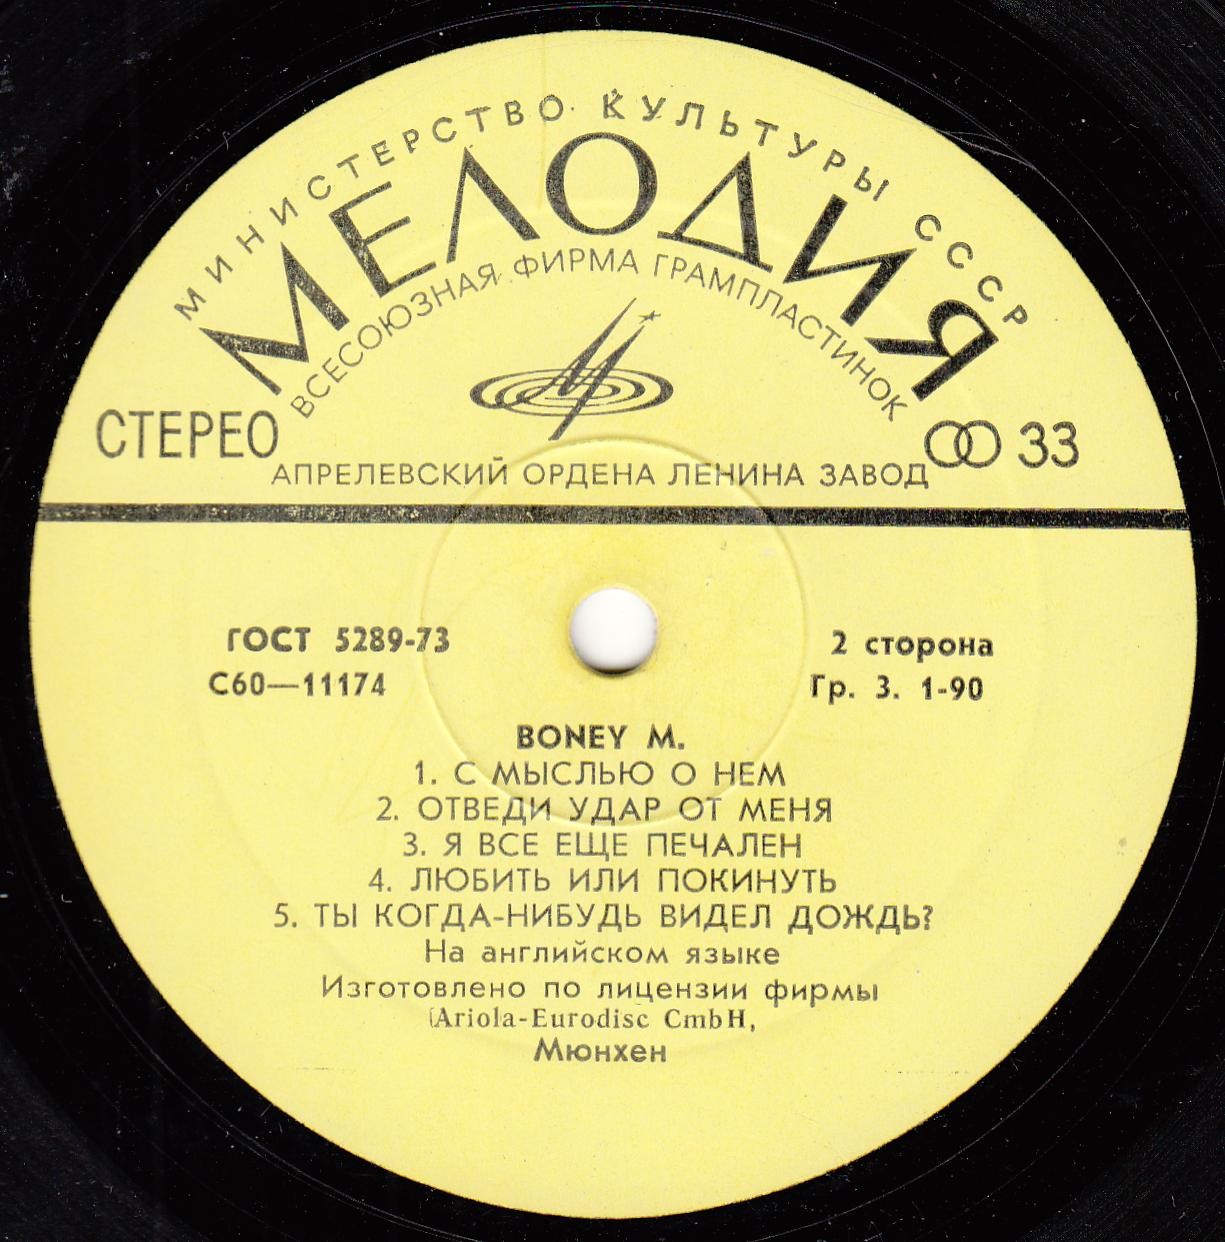 МИНИСТЕРСТВО КУЛЬТУРЫ СССР
МЕЛОДИЯ
ВСЕСОЮЗНАЯ ФИРМА ГРАМПЛАСТИНОК
СТЕРЕО
33
АПРЕЛЕВСКИЙ ОРДЕНА ЛЕНИНА ЗАВОД
ГОСТ 5289-73
2 сторона
С60—11174
Гр. 3. 1-90
BONEY M.
1. С МЫСЛЬЮ О НЕМ
2. ОТВЕДИ УДАР ОТ МЕНЯ
3. Я ВСЕ ЕЩЕ ПЕЧАЛЕН
4. ЛЮБИТЬ ИЛИ ПОКИНУТЬ
5. ТЫ КОГДА-НИБУДЬ ВИДЕЛ ДОЖДЬ?
На английском языке
Изготовлено по лицензии фирмы
(Ariola-Eurodisc CmbH,
Мюнхен